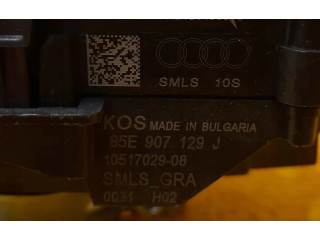 SMLS 10S
KOS MADE IN BULGARIA
85E 907 129 J
10517029-08
SMLS_GRA
0031 H02